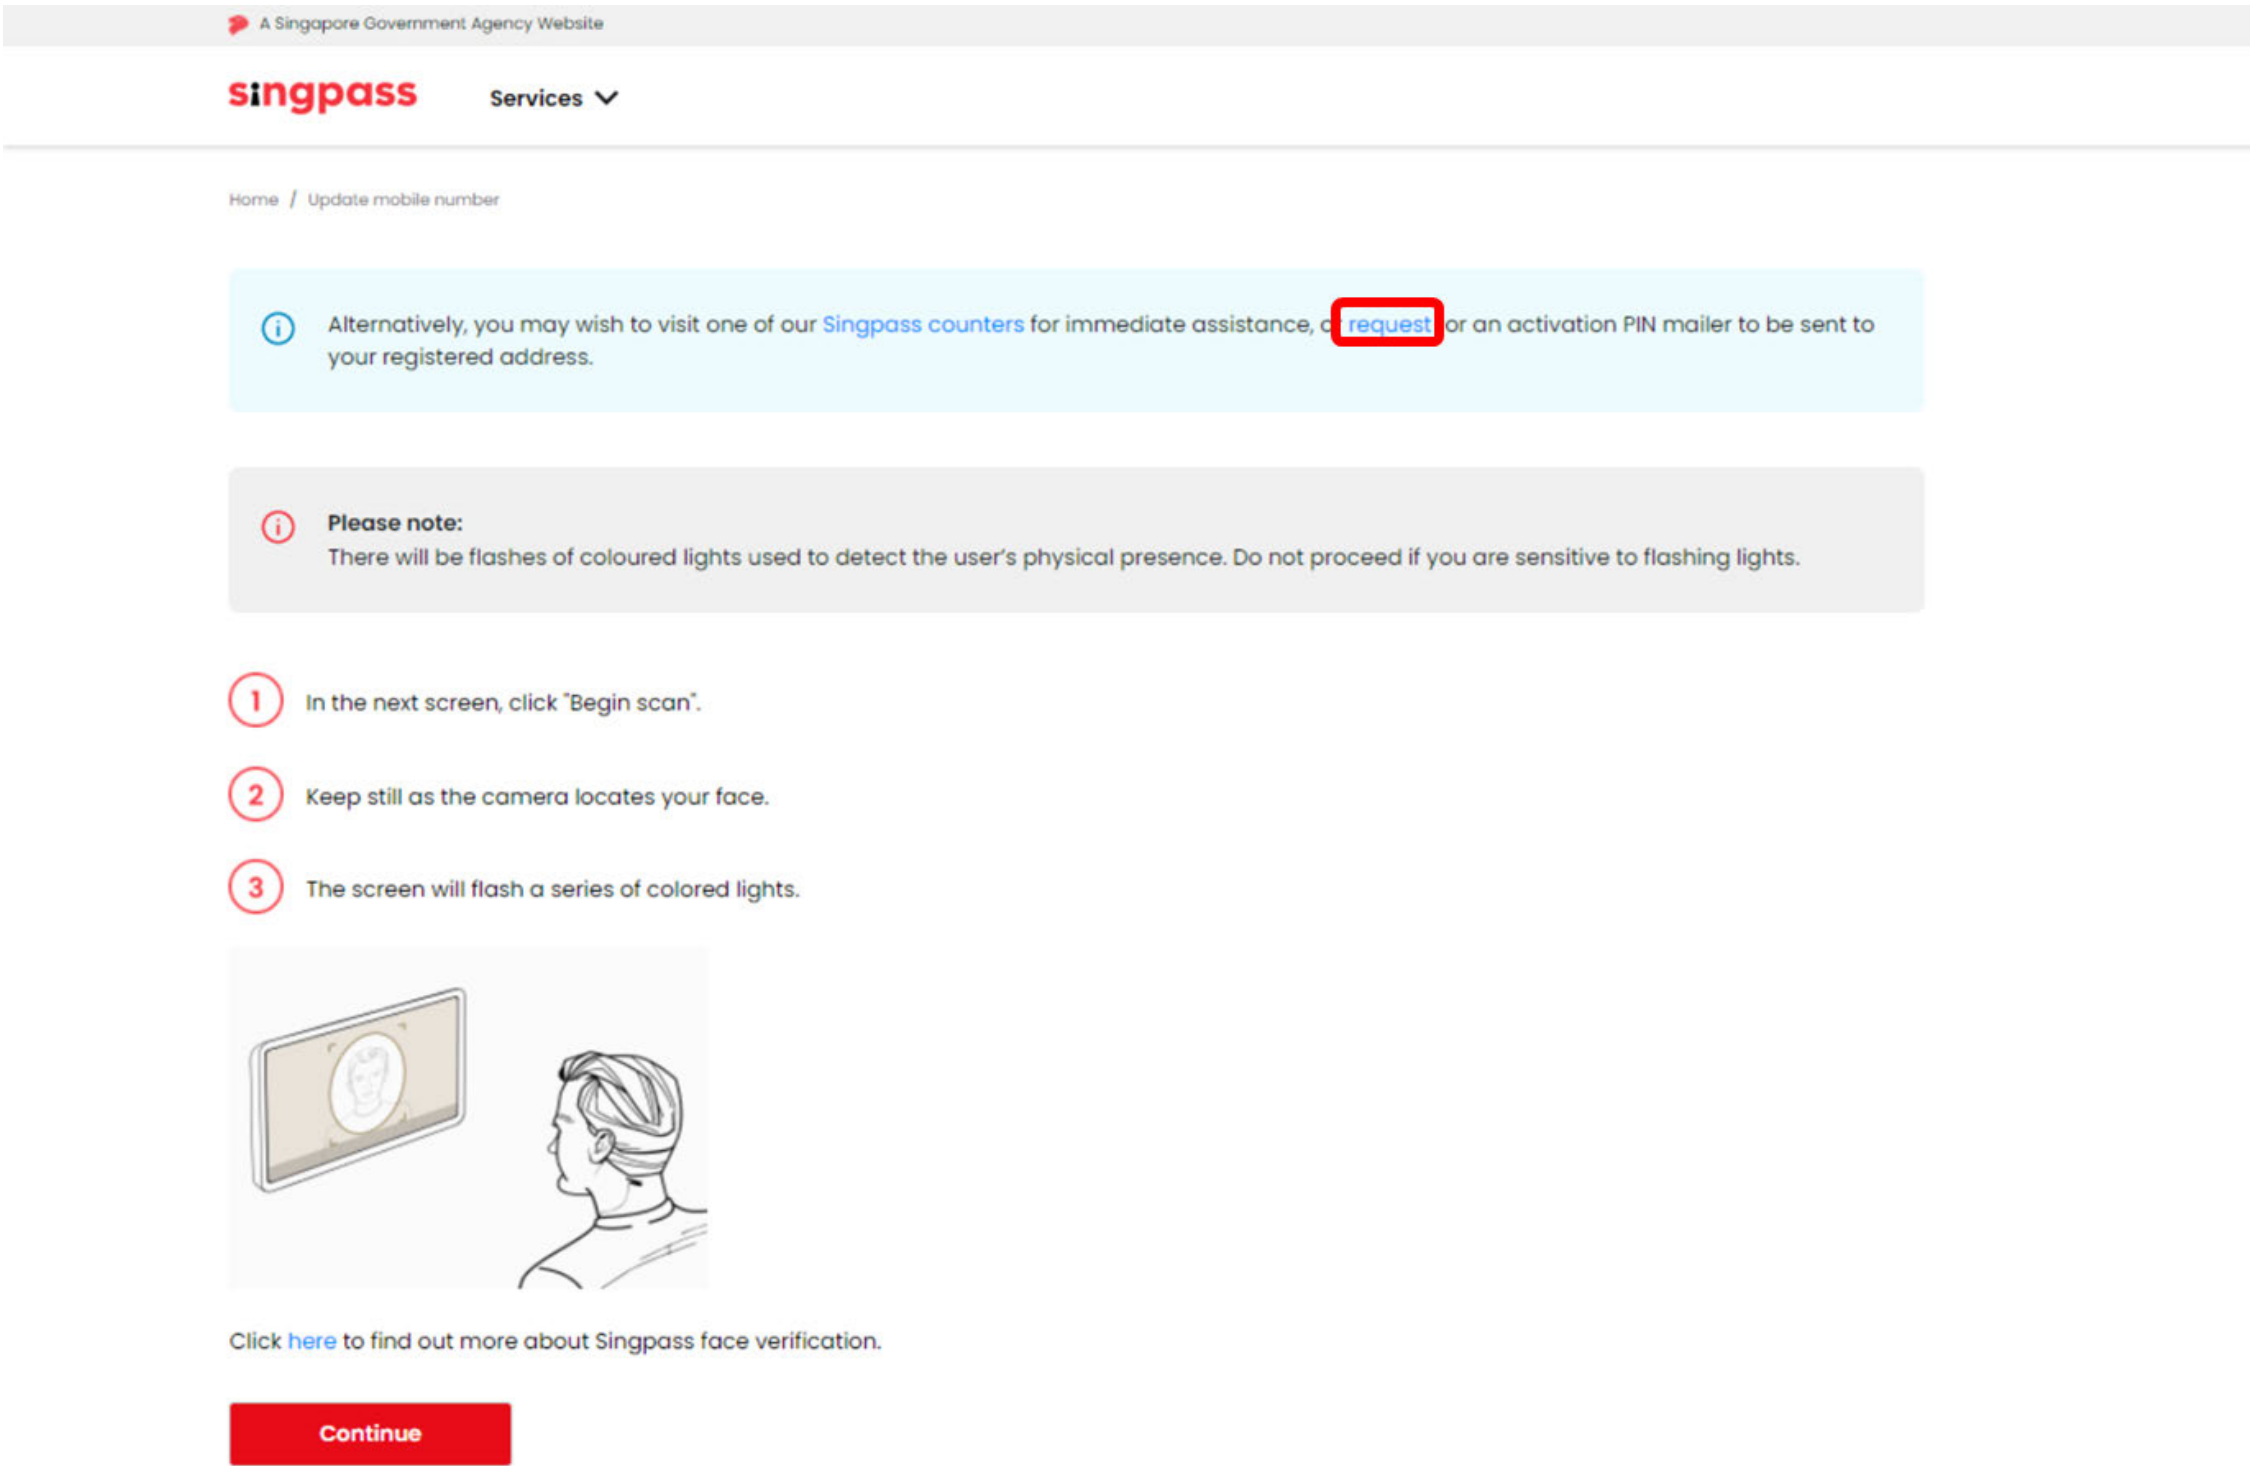 A Singapore Government Agency Website
singpass
Services
Home / Update mobile number
Alternatively, you may wish to visit one of our Singpass counters for immediate assistance, or request for an activation PIN mailer to be sent to
your registered address.
Please note:
There will be flashes of coloured lights used to detect the user's physical presence. Do not proceed if you are sensitive to flashing lights.
1 In the next screen, click "Begin scan".
2 Keep still as the camera locates your face.
3 The screen will flash a series of colored lights.
Click here to find out more about Singpass face verification.
Continue